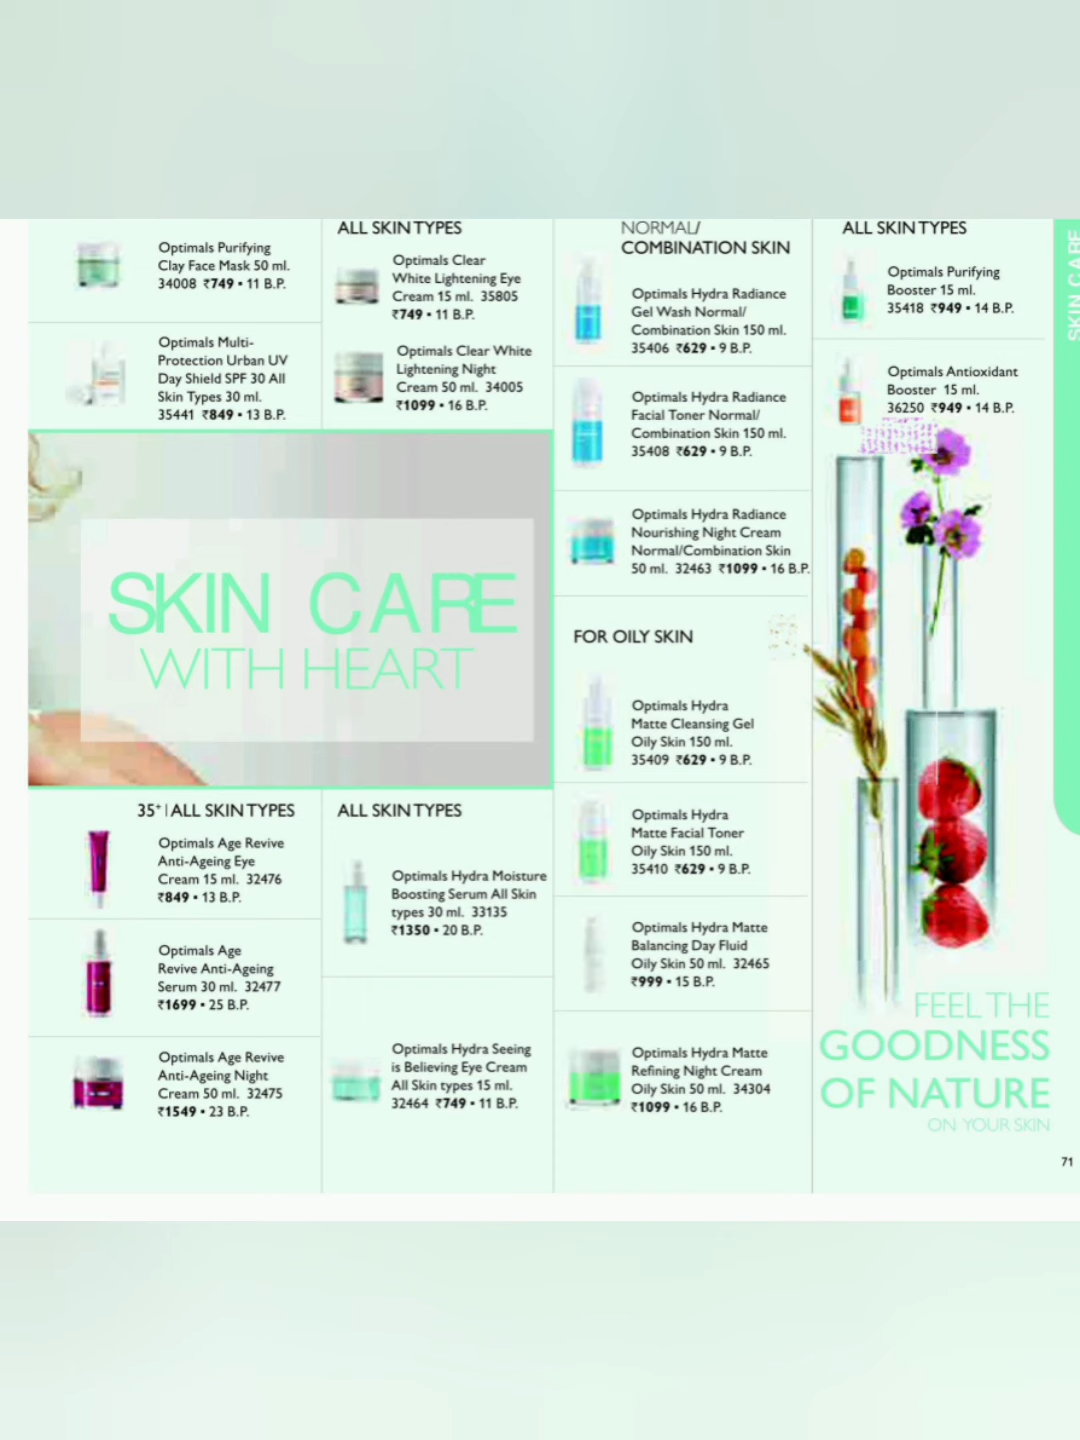 Optimals Purifying
Clay Face Mask 50 ml.
34008 ₹749 • 11 B.P.
Optimals Multi-
Protection Urban UV
Day Shield SPF 30 All
Skin Types 30 ml.
35441 ₹849 • 13 B.P.
ALL SKIN TYPES
Optimals Clear
White Lightening Eye
Cream 15 ml. 35805
₹749 • 11 B.P.
Optimals Clear White
Lightening Night
Cream 50 ml. 34005
₹1099 • 16 B.P.
SKIN CARE
WITH HEART
35+ | ALL SKIN TYPES
Optimals Age Revive
Anti-Ageing Eye
Cream 15 ml. 32476
₹849 • 13 B.P.
Optimals Age
Revive Anti-Ageing
Serum 30 ml. 32477
₹1699 • 25 B.P.
Optimals Age Revive
Anti-Ageing Night
Cream 50 ml. 32475
₹1549 • 23 B.P.
ALL SKIN TYPES
Optimals Hydra Moisture
Boosting Serum All Skin
types 30 ml. 33135
₹1350 • 20 B.P.
Optimals Hydra Seeing
is Believing Eye Cream
All Skin types 15 ml.
32464 ₹749 • 11 B.P.
NORMAL/
COMBINATION SKIN
Optimals Hydra Radiance
Gel Wash Normal/
Combination Skin 150 ml.
35406 ₹629 • 9 B.P.
Optimals Hydra Radiance
Facial Toner Normal/
Combination Skin 150 ml.
35408 ₹629 • 9 B.P.
Optimals Hydra Radiance
Nourishing Night Cream
Normal/Combination Skin
50 ml. 32463 ₹1099 • 16 B.P.
FOR OILY SKIN
Optimals Hydra
Matte Cleansing Gel
Oily Skin 150 ml.
35409 ₹629 • 9 B.P.
Optimals Hydra
Matte Facial Toner
Oily Skin 150 ml.
35410 ₹629 • 9 B.P.
Optimals Hydra Matte
Balancing Day Fluid
Oily Skin 50 ml. 32465
₹999 • 15 B.P.
Optimals Hydra Matte
Refining Night Cream
Oily Skin 50 ml. 34304
₹1099 • 16 B.P.
ALL SKIN TYPES
Optimals Purifying
Booster 15 ml.
35418 ₹949 • 14 B.P.
Optimals Antioxidant
Booster 15 ml.
36250 ₹949 • 14 B.P.
FEEL THE
GOODNESS
OF NATURE
ON YOUR SKIN
SKIN CARE
71